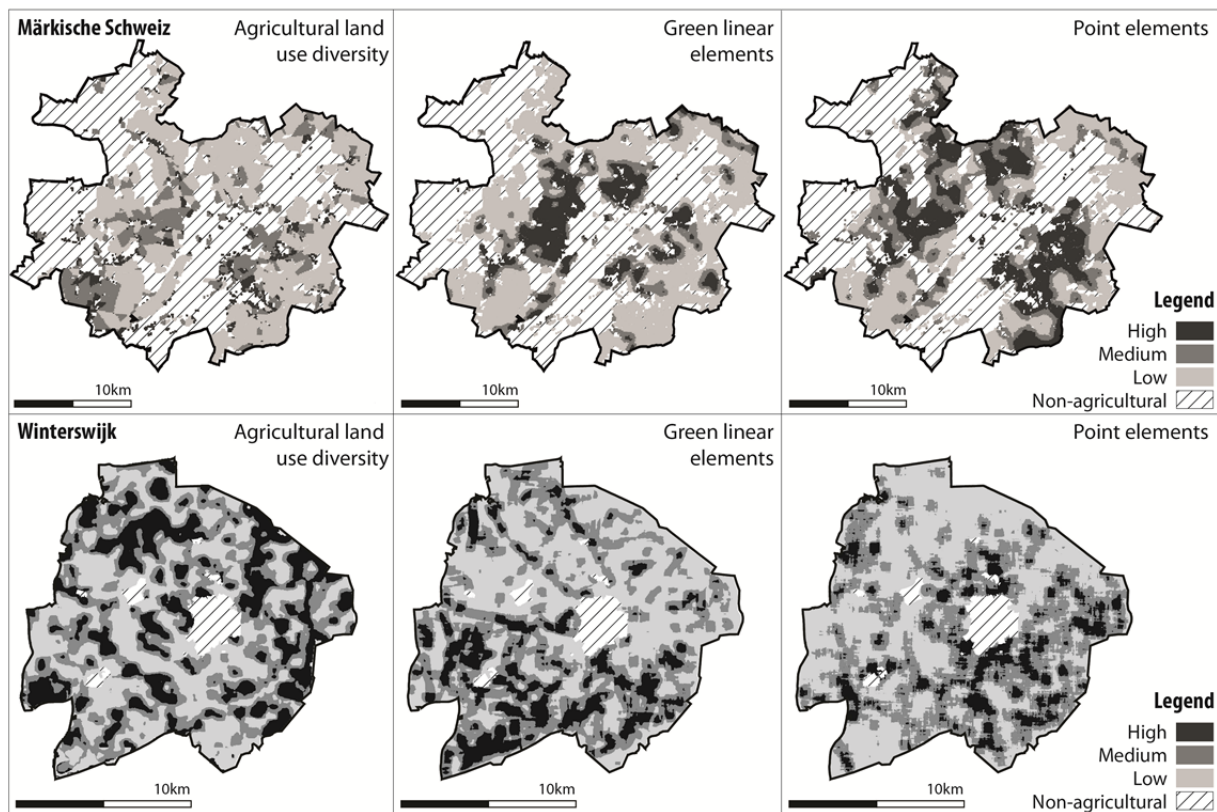 Märkische Schweiz
Agricultural land
use diversity
Green linear
elements
Point elements
10km
10km
10km
Legend
High
Medium
Low
Non-agricultural
Winterswijk
Agricultural land
use diversity
Green linear
elements
Point elements
10km
10km
10km
Legend
High
Medium
Low
Non-agricultural